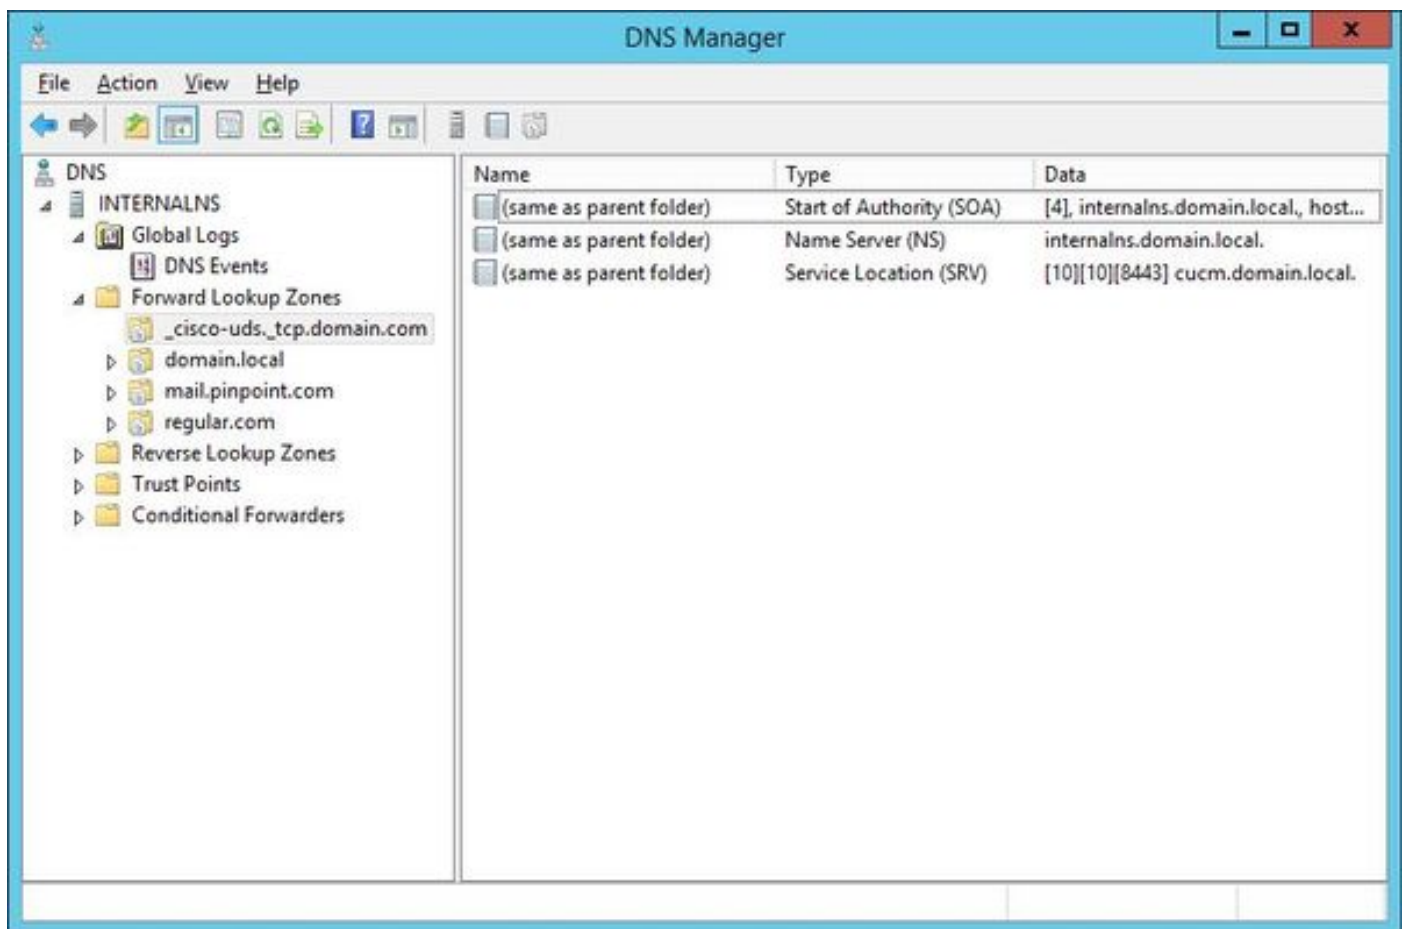 DNS Manager
File Action View Help
DNS
INTERNALNS
Global Logs
DNS Events
Forward Lookup Zones
_cisco-uds._tcp.domain.com
domain.local
mail.pinpoint.com
regular.com
Reverse Lookup Zones
Trust Points
Conditional Forwarders
Name Type Data
(same as parent folder) Start of Authority (SOA) [4], internalns.domain.local., host...
(same as parent folder) Name Server (NS) internalns.domain.local.
(same as parent folder) Service Location (SRV) [10][10][8443] cucm.domain.local.